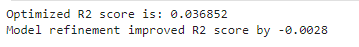 Optimized R2 score is: 0.036852
Model refinement improved R2 score by -0.0028